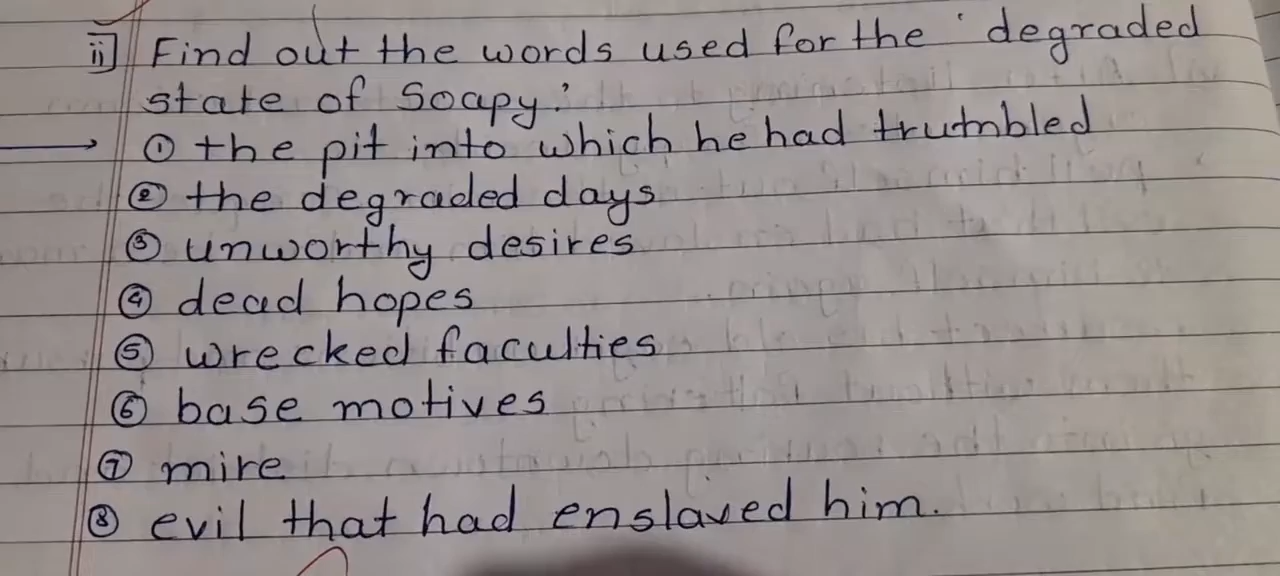 ii] Find out the words used for the 'degraded
state of Soapy.'
→ ① the pit into which he had trumbled
② the degraded days
③ unworthy desires
④ dead hopes
⑤ wrecked faculties
⑥ base motives
⑦ mire
⑧ evil that had enslaved him.